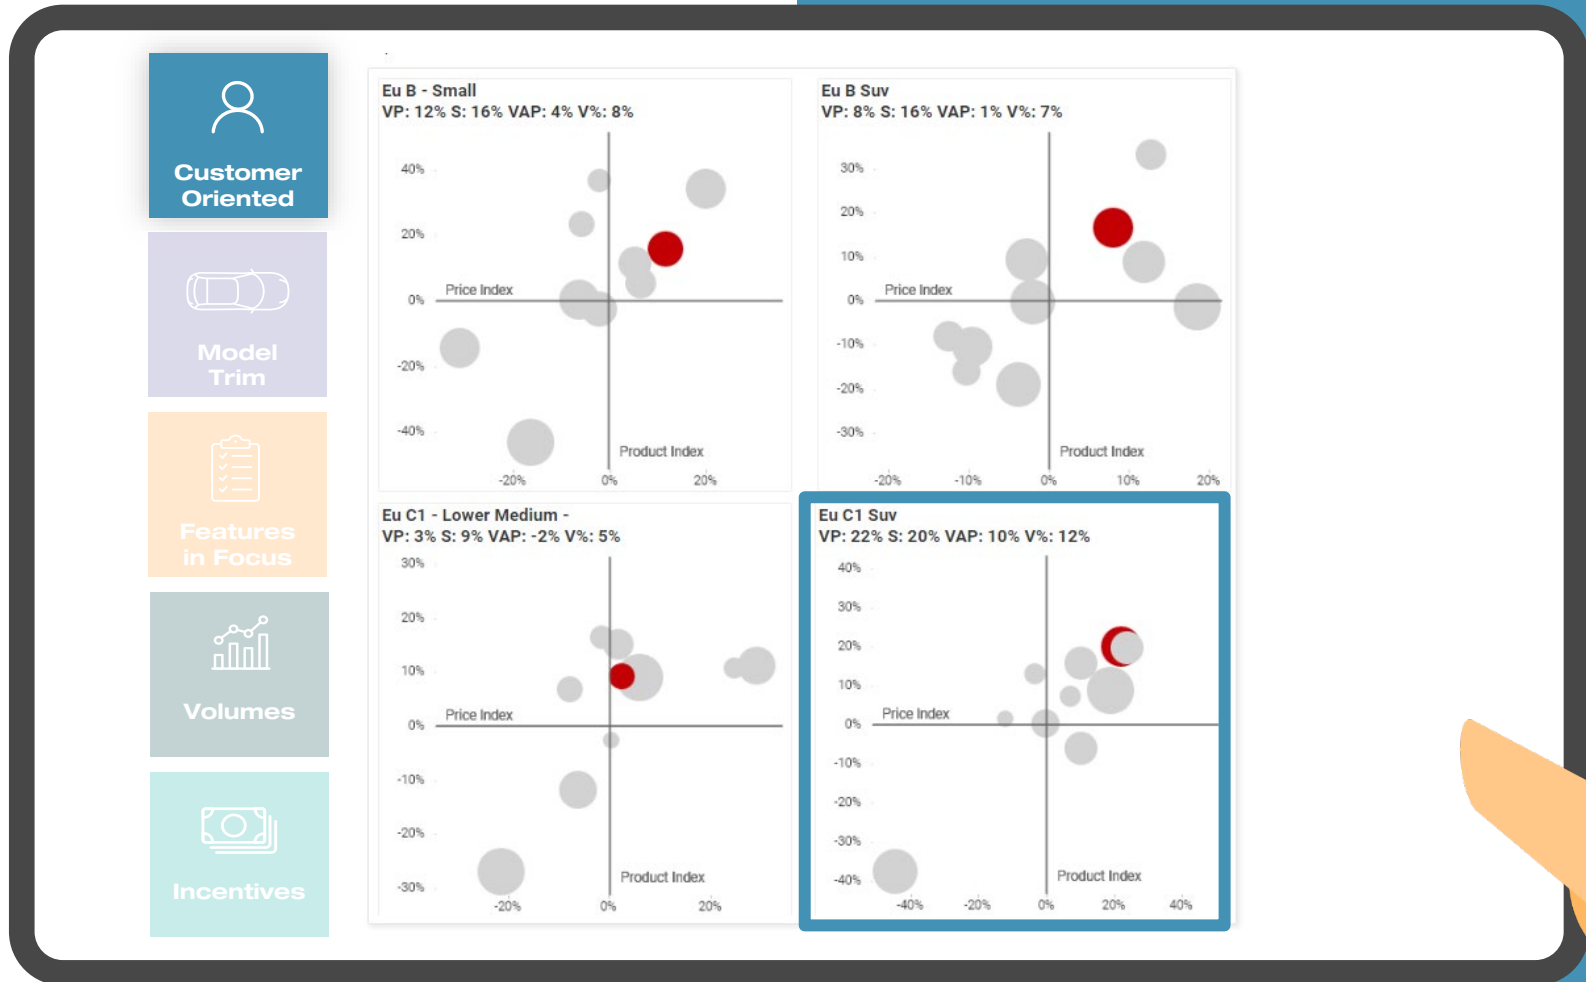 Customer
Oriented
Model
Trim
Features
in Focus
Volumes
Incentives
Eu B - Small
VP: 12% S: 16% VAP: 4% V%: 8%
40%
20%
0%
-20%
-40%
Price Index
Product Index
-20% 0% 20%
Eu B Suv
VP: 8% S: 16% VAP: 1% V%: 7%
30%
20%
10%
0%
-10%
-20%
-30%
Price Index
Product Index
-20% -10% 0% 10% 20%
Eu C1 - Lower Medium -
VP: 3% S: 9% VAP: -2% V%: 5%
30%
20%
10%
0%
-10%
-20%
-30%
Price Index
Product Index
-20% 0% 20%
Eu C1 Suv
VP: 22% S: 20% VAP: 10% V%: 12%
40%
30%
20%
10%
0%
-10%
-20%
-30%
-40%
Price Index
Product Index
-40% -20% 0% 20% 40%